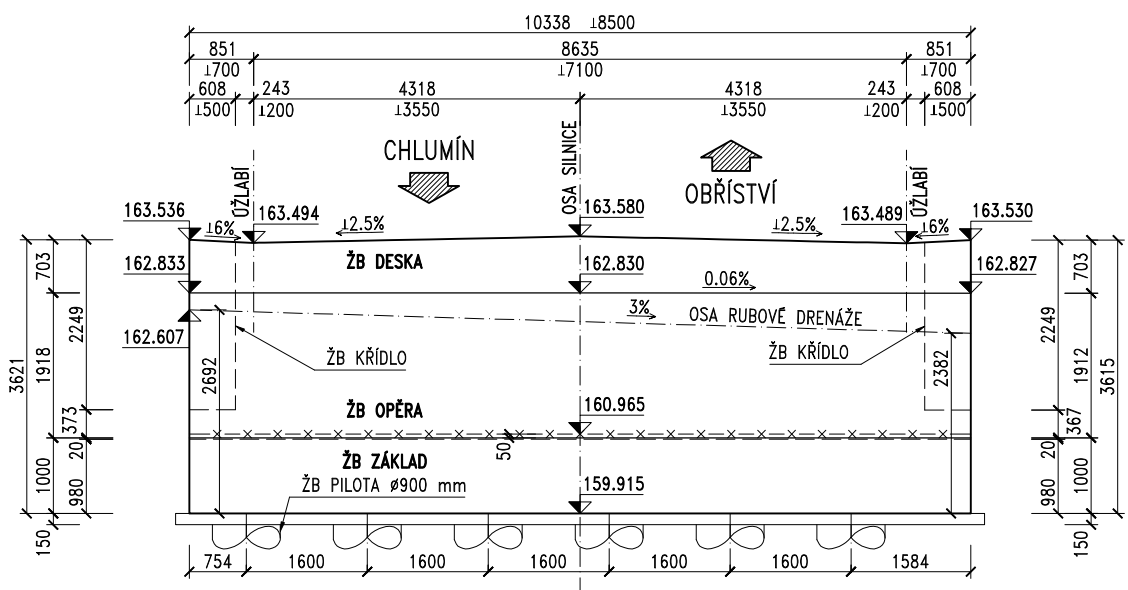 10338 ⊥8500
851 8635 851
⊥700 ⊥7100 ⊥700
608 243 4318 4318 243 608
⊥500 ⊥200 ⊥3550 ⊥3550 ⊥200 ⊥500
CHLUMÍN
OSA SILNICE
OBŘÍSTVÍ
ÚŽLABÍ
ÚŽLABÍ
163.536 163.494 163.580 163.489 163.530
⊥6% ⊥2.5% ⊥2.5% ⊥6%
ŽB DESKA
162.833 162.830 162.827
0.06%
3% OSA RUBOVÉ DRENÁŽE
162.607
ŽB KŘÍDLO
ŽB KŘÍDLO
3621
703
1918
1000
150
2249
373
20
980
2692
2382
2249
367
20
980
703
1912
1000
150
3615
ŽB OPĚRA
160.965
50
ŽB ZÁKLAD
ŽB PILOTA ø900 mm
159.915
754 1600 1600 1600 1600 1600 1584